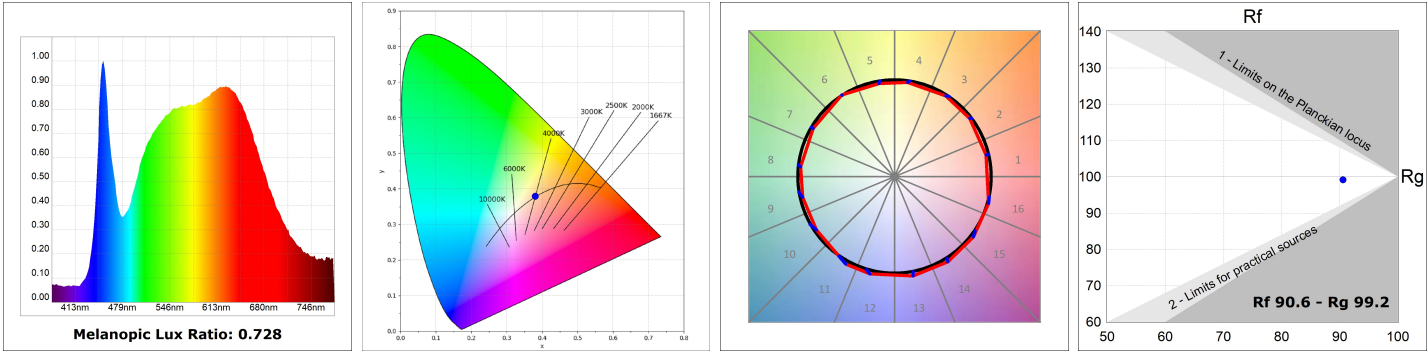 1.00
0.90
0.80
0.70
0.60
0.50
0.40
0.30
0.20
0.10
0.00
413nm 479nm 546nm 613nm 680nm 746nm
Melanopic Lux Ratio: 0.728
0.9
0.8
0.7
0.6
0.5
0.4
0.3
0.2
0.1
0.0
y
0.0 0.1 0.2 0.3 0.4 0.5 0.6 0.7 0.8
x
1667K
2000K
2500K
3000K
4000K
6000K
10000K
1
2
3
4
5
6
7
8
9
10
11
12
13
14
15
16
Rf
140
130
120
110
100
90
80
70
60
50 60 70 80 90 100
Rg
1 - Limits on the Planckian locus
2 - Limits for practical sources
Rf 90.6 - Rg 99.2